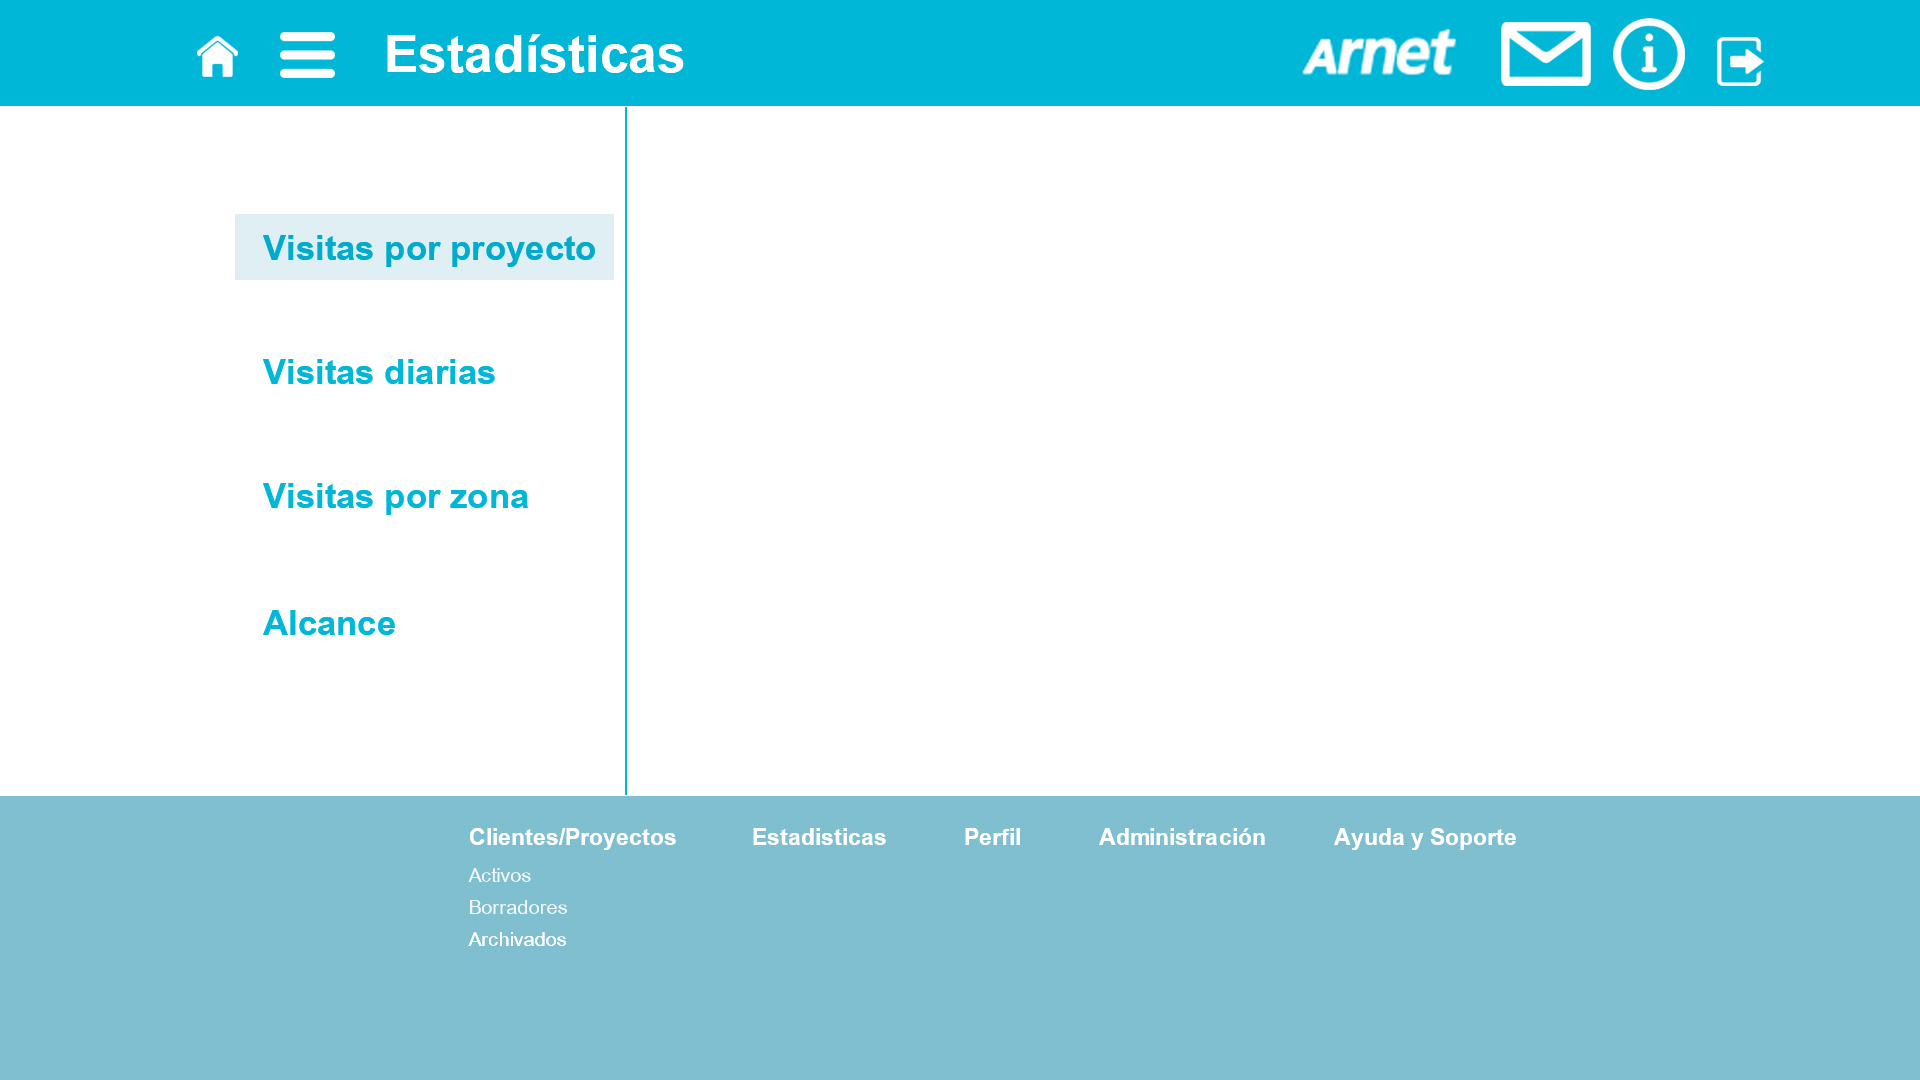 Estadísticas
Arnet
Visitas por proyecto
Visitas diarias
Visitas por zona
Alcance
Clientes/Proyectos
Activos
Borradores
Archivados
Estadisticas
Perfil
Administración
Ayuda y Soporte